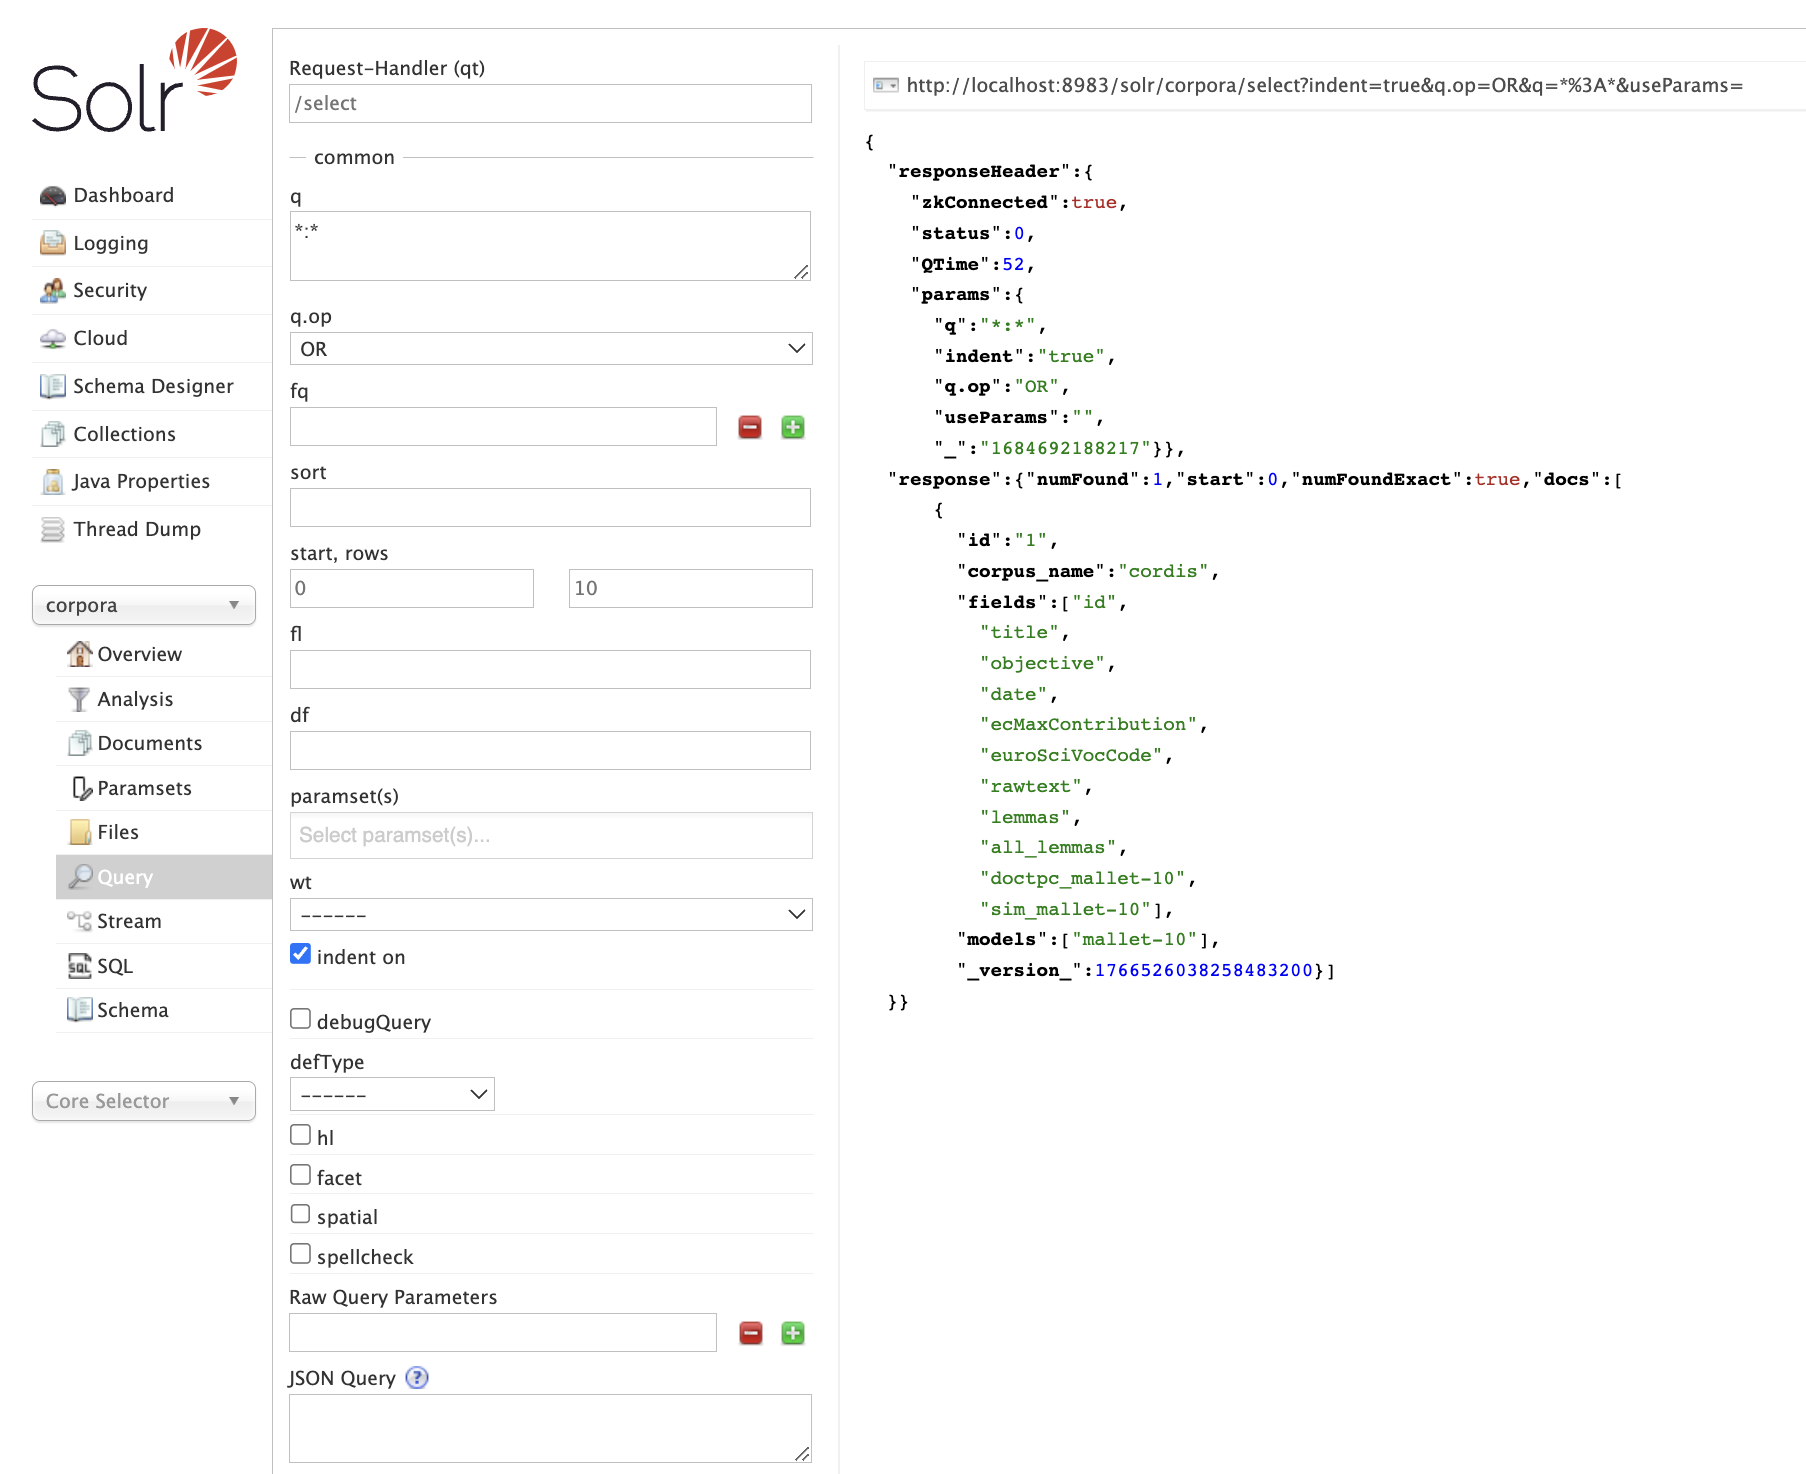 Solr
Dashboard
Logging
Security
Cloud
Schema Designer
Collections
Java Properties
Thread Dump
corpora
Overview
Analysis
Documents
Paramsets
Files
Query
Stream
SQL
Schema
Core Selector
Request-Handler (qt)
/select
common
q
*:*
q.op
OR
fq
sort
start, rows
0 10
fl
df
paramset(s)
Select paramset(s)...
wt
------
indent on
debugQuery
defType
------
hl
facet
spatial
spellcheck
Raw Query Parameters
JSON Query ?
http://localhost:8983/solr/corpora/select?indent=true&q.op=OR&q=*%3A*&useParams=
{
"responseHeader":{
"zkConnected":true,
"status":0,
"QTime":52,
"params":{
"q":"*:*",
"indent":"true",
"q.op":"OR",
"useParams":"",
"_":"1684692188217"}},
"response":{"numFound":1,"start":0,"numFoundExact":true,"docs":[
{
"id":"1",
"corpus_name":"cordis",
"fields":["id",
"title",
"objective",
"date",
"ecMaxContribution",
"euroSciVocCode",
"rawtext",
"lemmas",
"all_lemmas",
"doctpc_mallet-10",
"sim_mallet-10"],
"models":["mallet-10"],
"_version_":1766526038258483200}]
}}